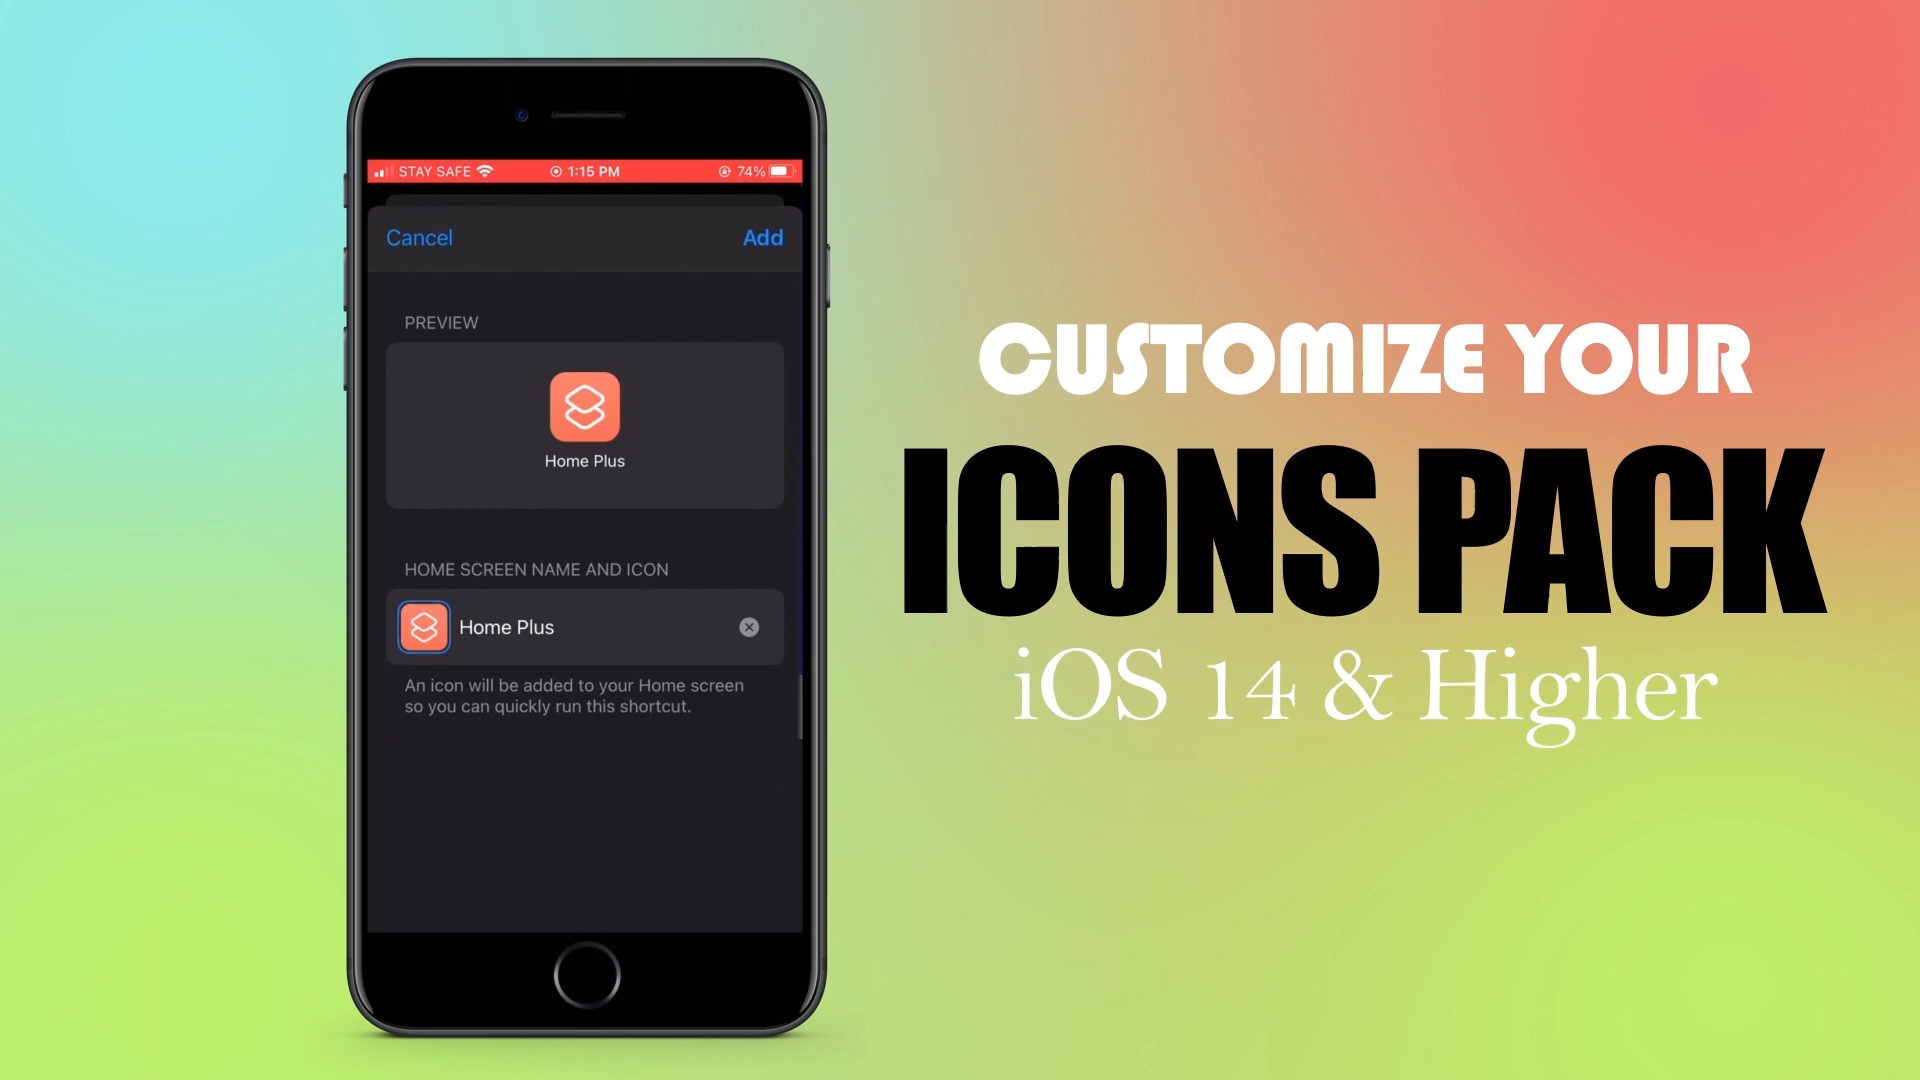 STAY SAFE 1:15 PM 74%
Cancel Add
PREVIEW
Home Plus
HOME SCREEN NAME AND ICON
Home Plus
An icon will be added to your Home screen
so you can quickly run this shortcut.
CUSTOMIZE YOUR
ICONS PACK
iOS 14 & Higher